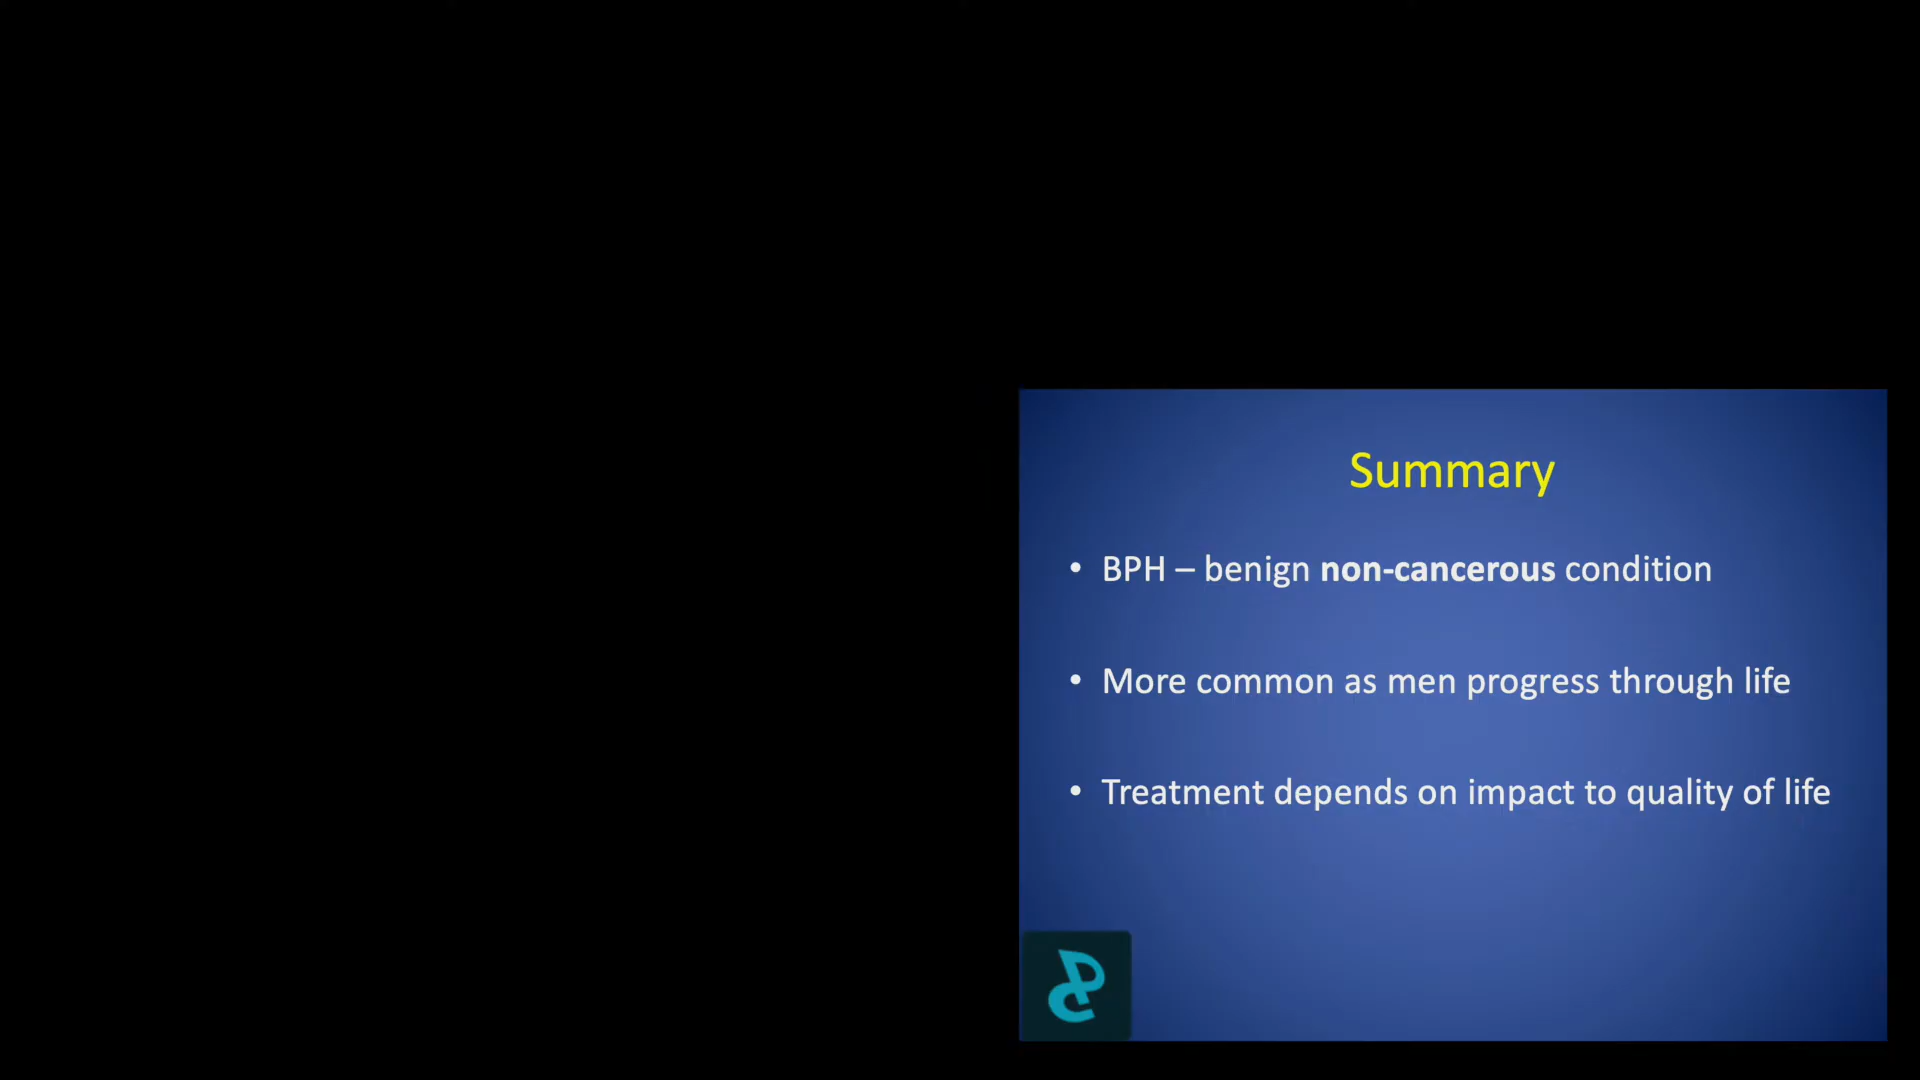 Summary
• BPH – benign non-cancerous condition
• More common as men progress through life
• Treatment depends on impact to quality of life